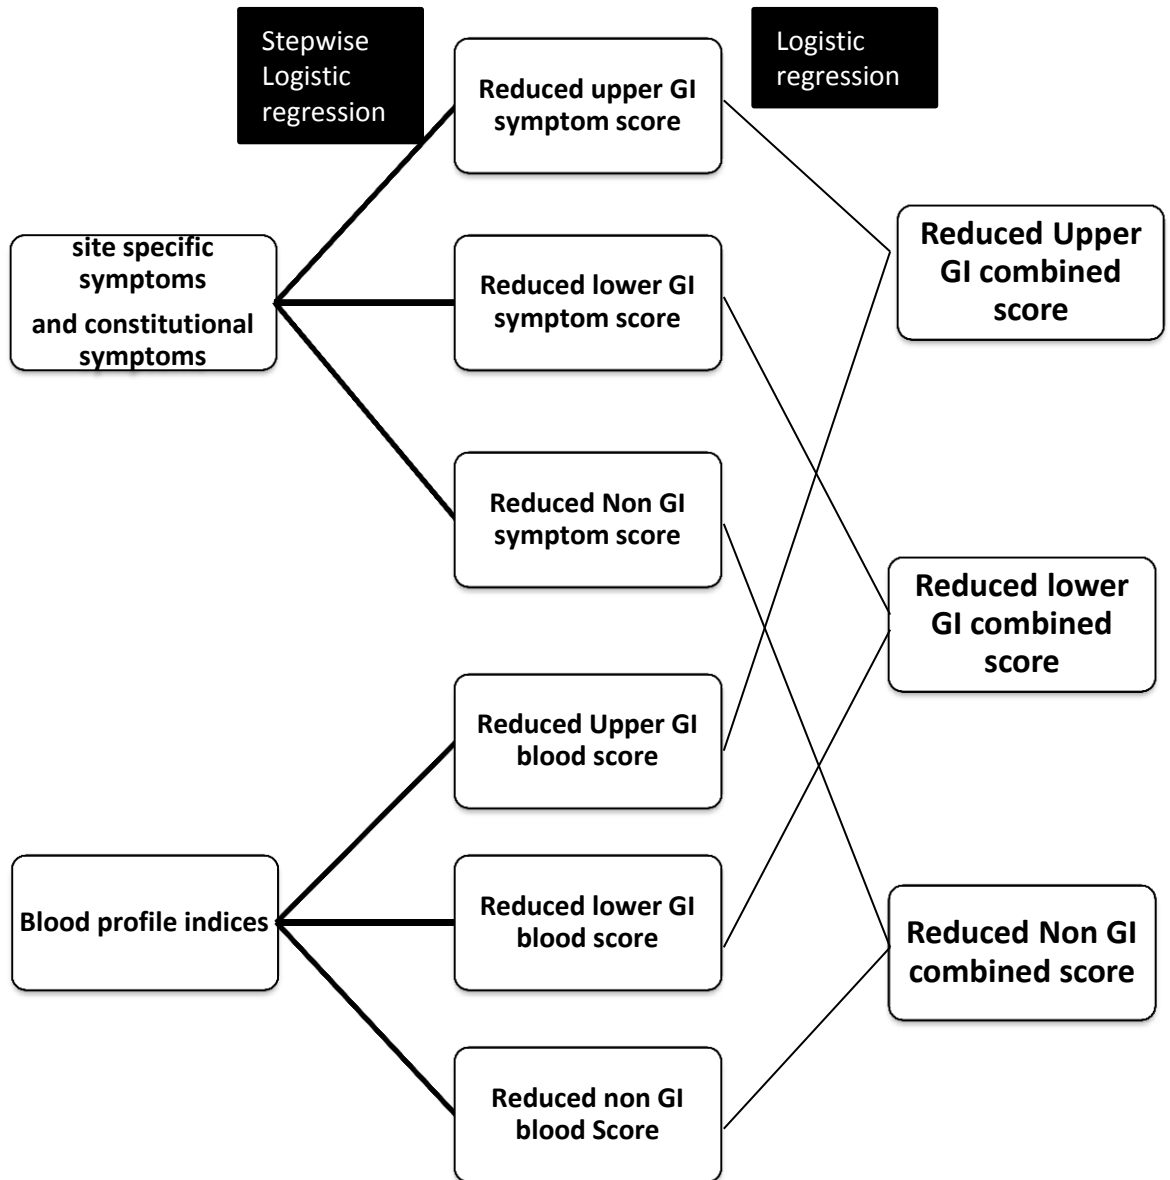 Stepwise
Logistic
regression
Logistic
regression
Reduced upper GI
symptom score
Reduced Upper
GI combined
score
site specific
symptoms
and constitutional
symptoms
Reduced lower GI
symptom score
Reduced Non GI
symptom score
Reduced lower
GI combined
score
Reduced Upper GI
blood score
Blood profile indices
Reduced lower GI
blood score
Reduced Non GI
combined score
Reduced non GI
blood Score